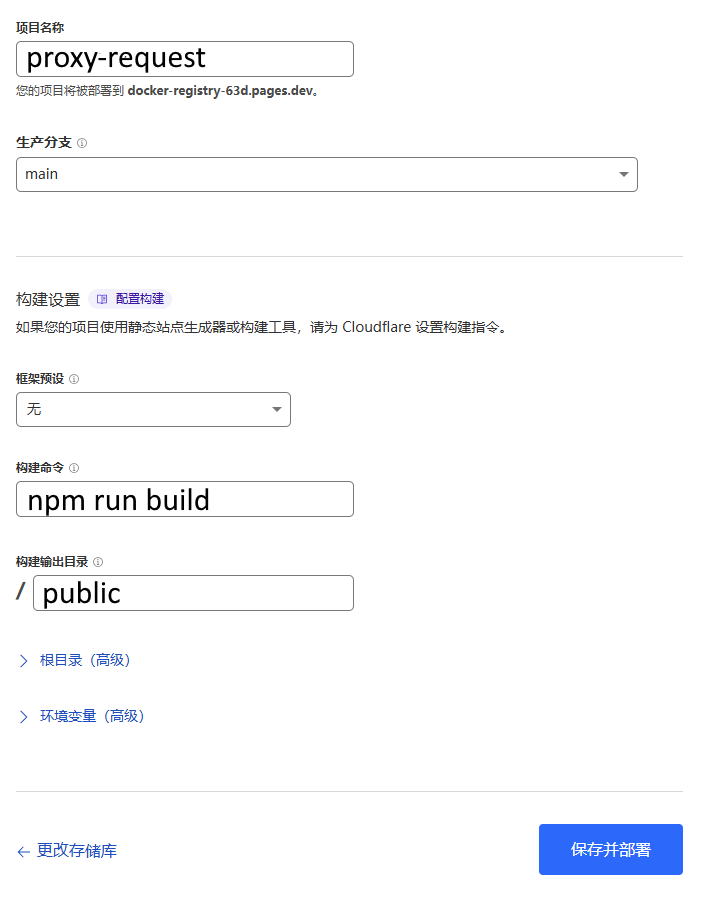 项目名称
proxy-request
您的项目将被部署到 docker-registry-63d.pages.dev。
生产分支
main
构建设置 配置构建
如果您的项目使用静态站点生成器或构建工具，请为 Cloudflare 设置构建指令。
框架预设
无
构建命令
npm run build
构建输出目录
/ public
根目录（高级）
环境变量（高级）
← 更改存储库
保存并部署